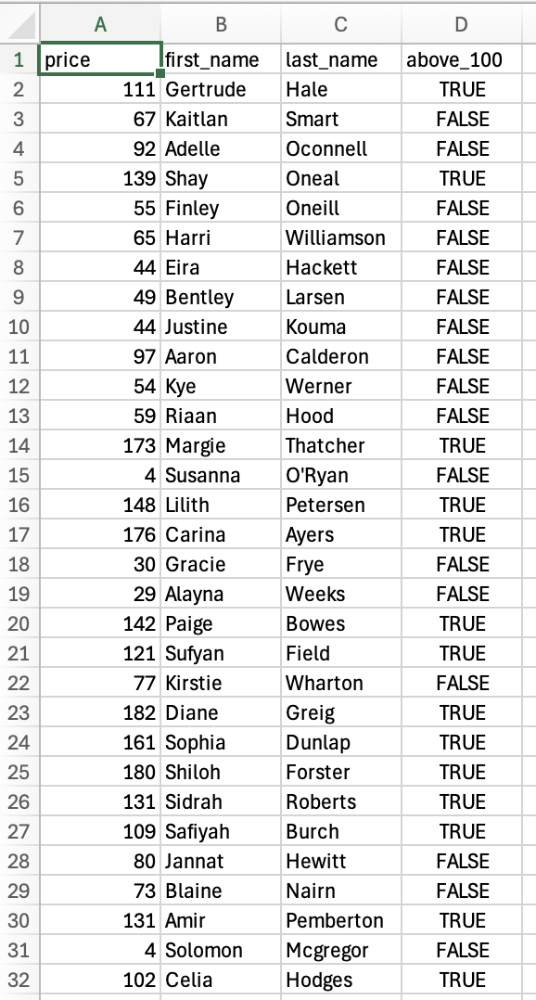 A B C D
1 price first_name last_name above_100
2 111 Gertrude Hale TRUE
3 67 Kaitlan Smart FALSE
4 92 Adelle Oconnell FALSE
5 139 Shay Oneal TRUE
6 55 Finley Oneill FALSE
7 65 Harri Williamson FALSE
8 44 Eira Hackett FALSE
9 49 Bentley Larsen FALSE
10 44 Justine Kouma FALSE
11 97 Aaron Calderon FALSE
12 54 Kye Werner FALSE
13 59 Riaan Hood FALSE
14 173 Margie Thatcher TRUE
15 4 Susanna O'Ryan FALSE
16 148 Lilith Petersen TRUE
17 176 Carina Ayers TRUE
18 30 Gracie Frye FALSE
19 29 Alayna Weeks FALSE
20 142 Paige Bowes TRUE
21 121 Sufyan Field TRUE
22 77 Kirstie Wharton FALSE
23 182 Diane Greig TRUE
24 161 Sophia Dunlap TRUE
25 180 Shiloh Forster TRUE
26 131 Sidrah Roberts TRUE
27 109 Safiyah Burch TRUE
28 80 Jannat Hewitt FALSE
29 73 Blaine Nairn FALSE
30 131 Amir Pemberton TRUE
31 4 Solomon Mcgregor FALSE
32 102 Celia Hodges TRUE